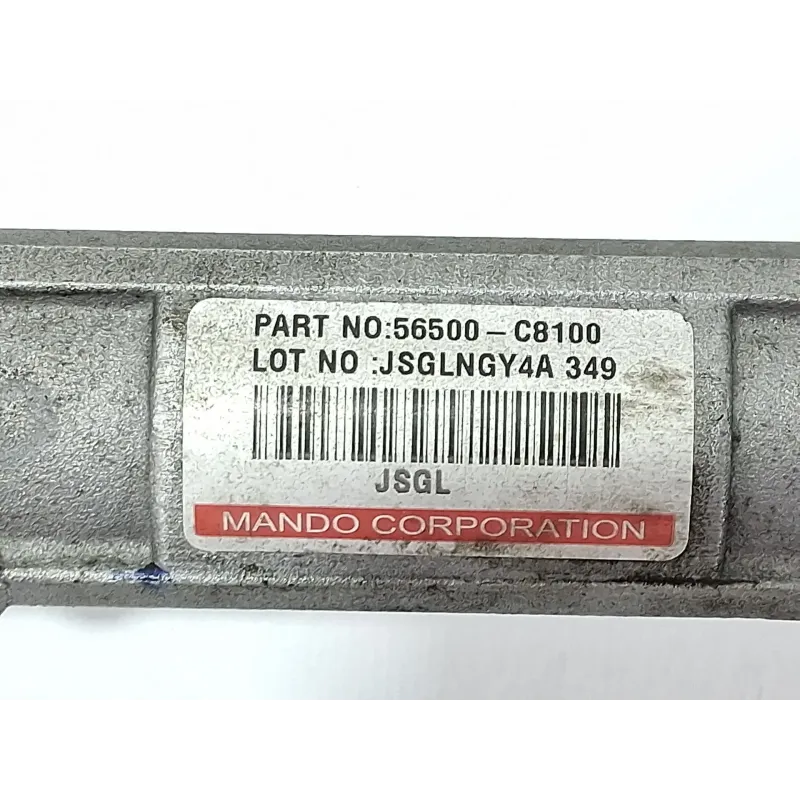 PART NO:56500-C8100
LOT NO :JSGLNGY4A 349
JSGL
MANDO CORPORATION